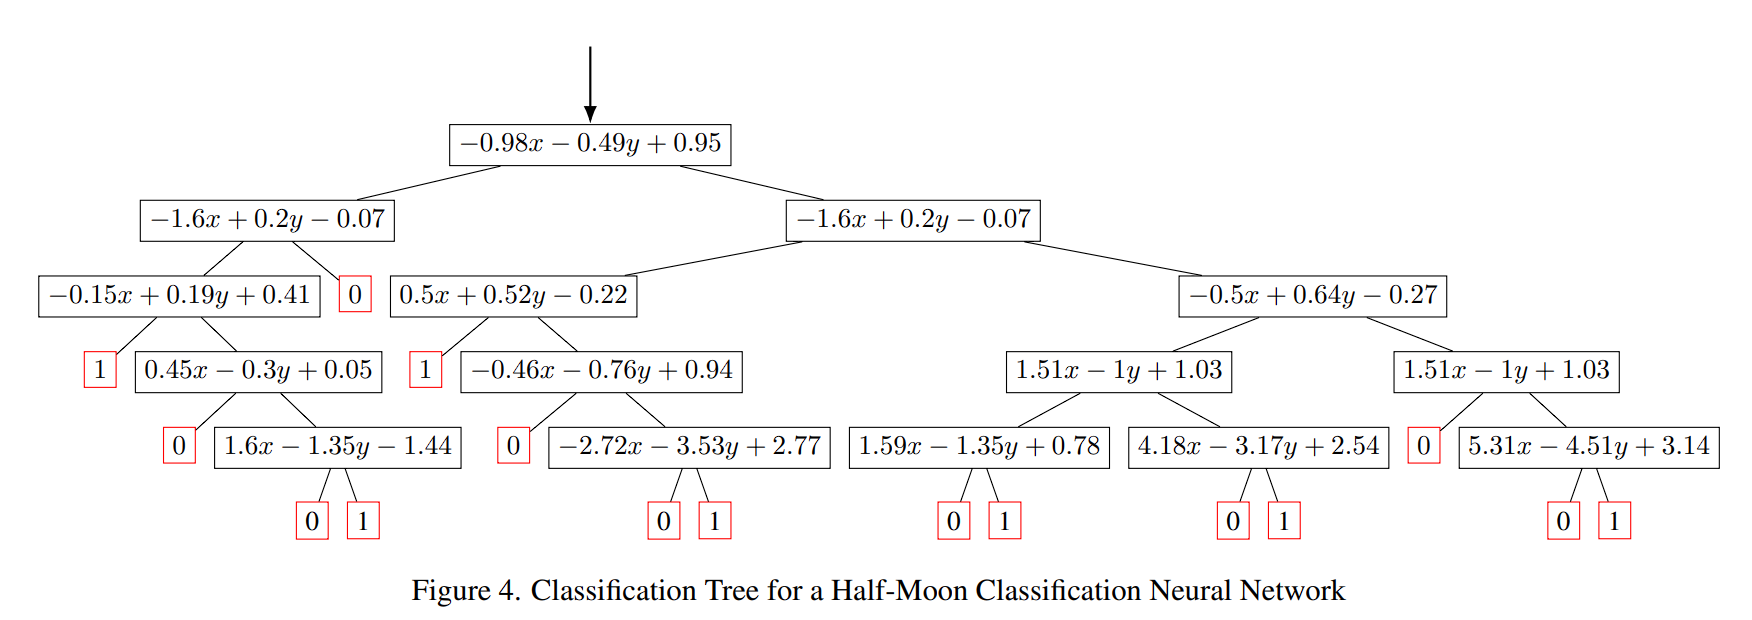 −0.98x − 0.49y + 0.95
−1.6x + 0.2y − 0.07
−1.6x + 0.2y − 0.07
−0.15x + 0.19y + 0.41
0
0.5x + 0.52y − 0.22
−0.5x + 0.64y − 0.27
1
0.45x − 0.3y + 0.05
1
−0.46x − 0.76y + 0.94
1.51x − 1y + 1.03
1.51x − 1y + 1.03
0
1.6x − 1.35y − 1.44
0
−2.72x − 3.53y + 2.77
1.59x − 1.35y + 0.78
4.18x − 3.17y + 2.54
0
5.31x − 4.51y + 3.14
0
1
0
1
0
1
0
1
0
1
Figure 4. Classification Tree for a Half-Moon Classification Neural Network